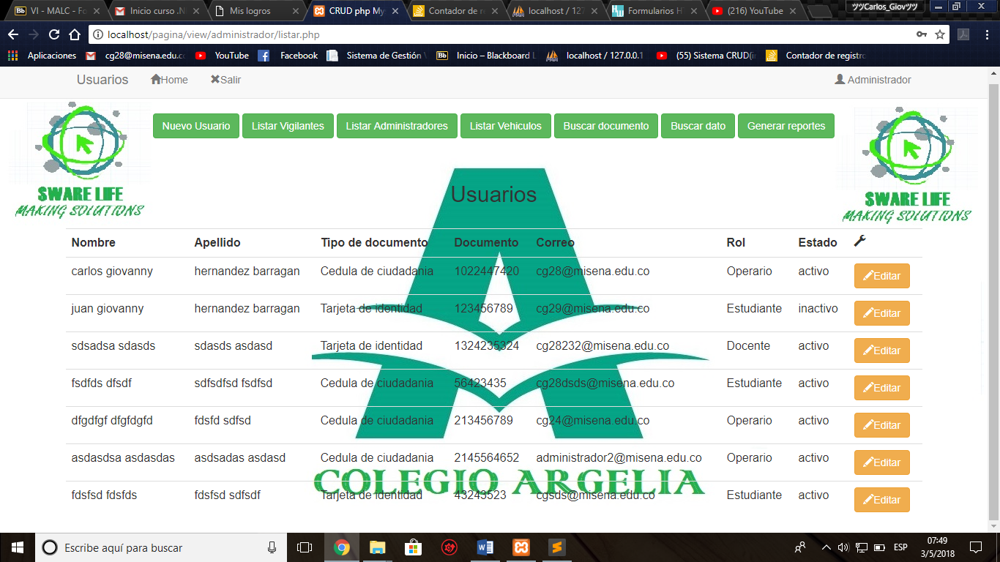 VI - MALC - Fo
Inicio curso .N
Mis logros
CRUD php My
Contador de re
localhost / 127
Formularios H
(216) YouTube
ツツCarlos_Giovツツ
localhost/pagina/view/administrador/listar.php
Aplicaciones
cg28@misena.edu.c
YouTube
Facebook
Sistema de Gestión
Inicio – Blackboard L
localhost / 127.0.0.1
(55) Sistema CRUD(in
Contador de registro
Usuarios Home Salir Administrador
Nuevo Usuario Listar Vigilantes Listar Administradores Listar Vehiculos Buscar documento Buscar dato Generar reportes
SWARE LIFE
MAKING SOLUTIONS
SWARE LIFE
MAKING SOLUTIONS
Usuarios
Nombre Apellido Tipo de documento Documento Correo Rol Estado
carlos giovanny hernandez barragan Cedula de ciudadania 1022447420 cg28@misena.edu.co Operario activo Editar
juan giovanny hernandez barragan Tarjeta de identidad 123456789 cg29@misena.edu.co Estudiante inactivo Editar
sdsadsa sdasds sdasds asdasd Tarjeta de identidad 1324235324 cg28232@misena.edu.co Docente activo Editar
fsdfds dfsdf sdfsdfsd fsdfsd Cedula de ciudadania 56423435 cg28dsds@misena.edu.co Estudiante activo Editar
dfgdfgf dfgfdgfd fdsfd sdfsd Cedula de ciudadania 213456789 cg24@misena.edu.co Operario activo Editar
asdasdsa asdasdas asdsadas asdasd Cedula de ciudadania 2145564652 administrador2@misena.edu.co Operario activo Editar
COLEGIO ARGELIA
fdsfsd fdsfds fdsfsd sdfsdf Tarjeta de identidad 43243523 cgsds@misena.edu.co Estudiante activo Editar
Escribe aquí para buscar
ESP
07:49
3/5/2018